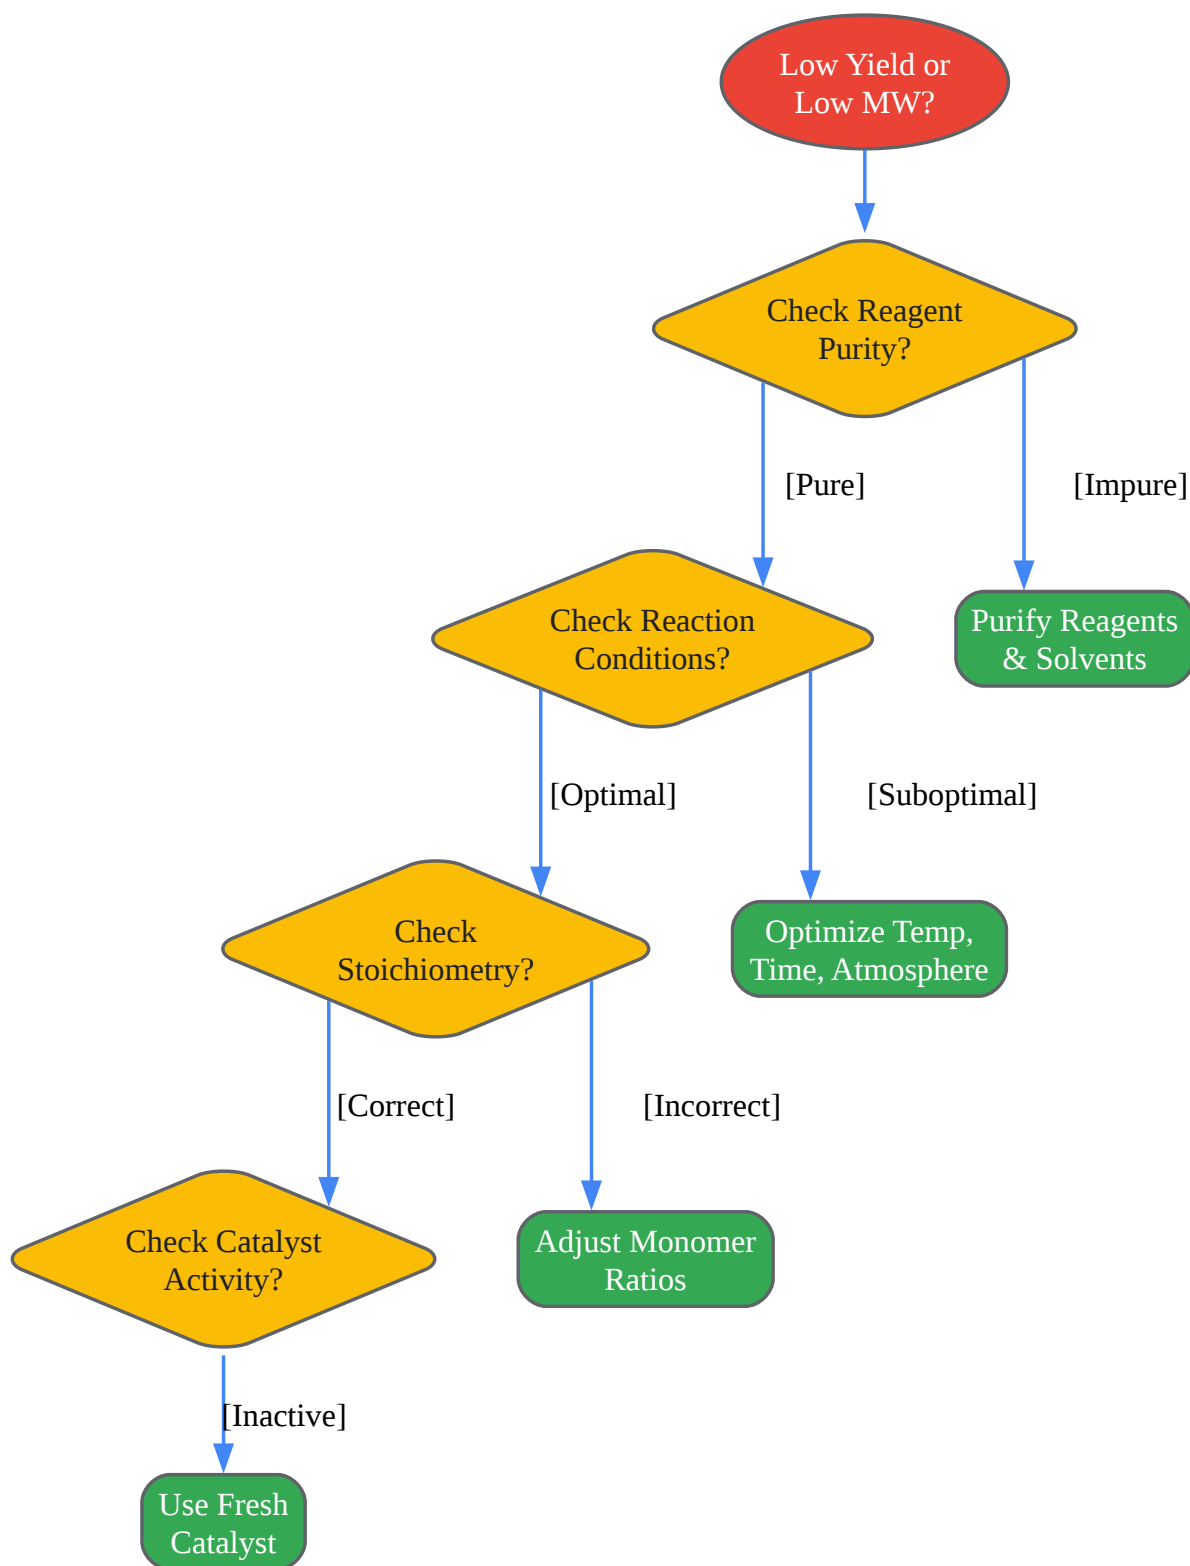 Low Yield or
Low MW?
Check Reagent
Purity?
[Pure]
[Impure]
Check Reaction
Conditions?
Purify Reagents
& Solvents
[Optimal]
[Suboptimal]
Check
Stoichiometry?
Optimize Temp,
Time, Atmosphere
[Correct]
[Incorrect]
Check Catalyst
Activity?
Adjust Monomer
Ratios
[Inactive]
Use Fresh
Catalyst